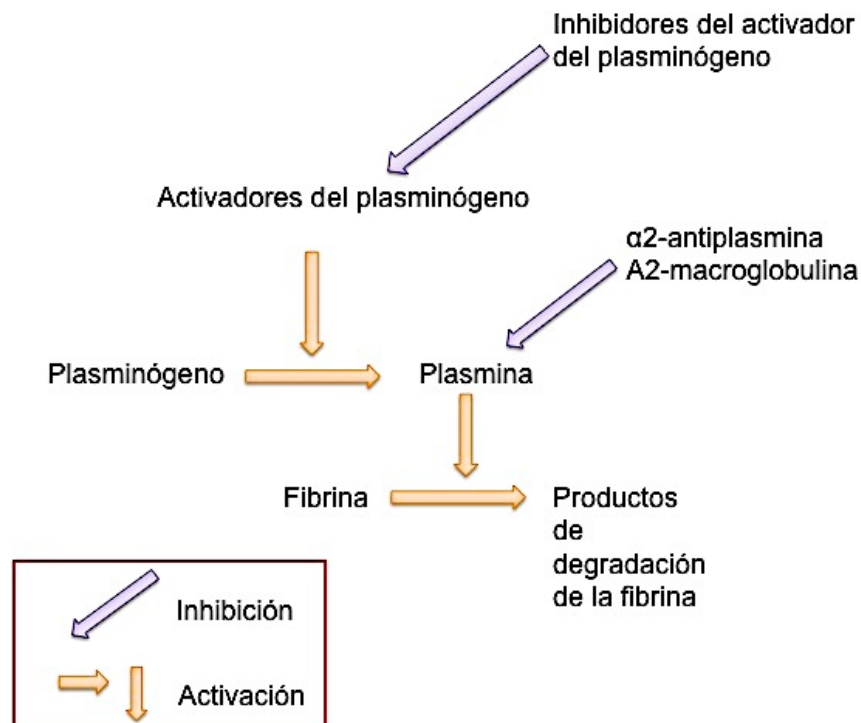 Inhibidores del activador
del plasminógeno
Activadores del plasminógeno
α2-antiplasmina
A2-macroglobulina
Plasminógeno
Plasmina
Fibrina
Productos
de
degradación
de la fibrina
Inhibición
Activación